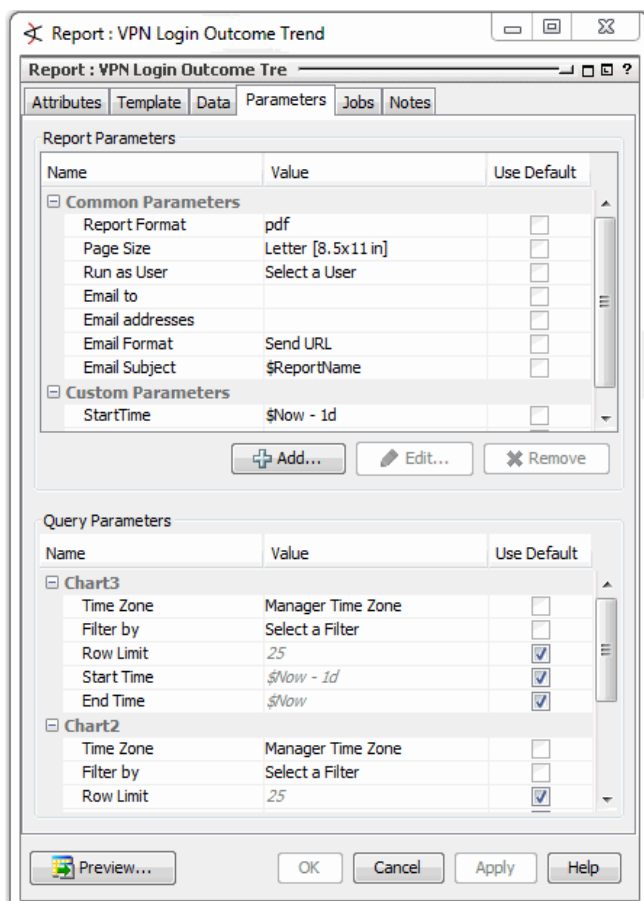 Report : VPN Login Outcome Trend
Report : VPN Login Outcome Tre ?
Attributes Template Data Parameters Jobs Notes
Report Parameters
Name Value Use Default
Common Parameters
Report Format pdf
Page Size Letter [8.5x11 in]
Run as User Select a User
Email to
Email addresses
Email Format Send URL
Email Subject $ReportName
Custom Parameters
StartTime $Now - 1d
Add... Edit... Remove
Query Parameters
Name Value Use Default
Chart3
Time Zone Manager Time Zone
Filter by Select a Filter
Row Limit 25
Start Time $Now - 1d
End Time $Now
Chart2
Time Zone Manager Time Zone
Filter by Select a Filter
Row Limit 25
Preview... OK Cancel Apply Help